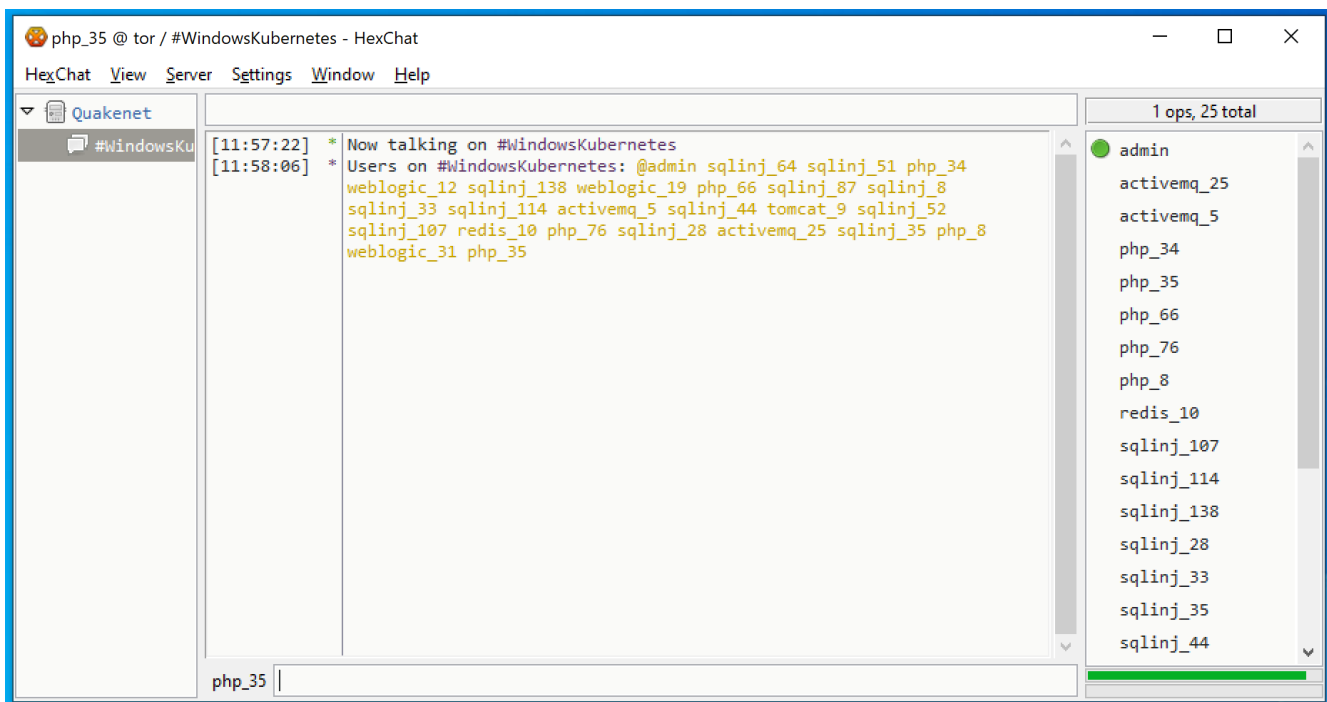 php_35 @ tor / #WindowsKubernetes - HexChat
HexChat View Server Settings Window Help
Quakenet
#WindowsKu
[11:57:22] * Now talking on #WindowsKubernetes
[11:58:06] * Users on #WindowsKubernetes: @admin sqlinj_64 sqlinj_51 php_34
weblogic_12 sqlinj_138 weblogic_19 php_66 sqlinj_87 sqlinj_8
sqlinj_33 sqlinj_114 activemq_5 sqlinj_44 tomcat_9 sqlinj_52
sqlinj_107 redis_10 php_76 sqlinj_28 activemq_25 sqlinj_35 php_8
weblogic_31 php_35
php_35
1 ops, 25 total
admin
activemq_25
activemq_5
php_34
php_35
php_66
php_76
php_8
redis_10
sqlinj_107
sqlinj_114
sqlinj_138
sqlinj_28
sqlinj_33
sqlinj_35
sqlinj_44